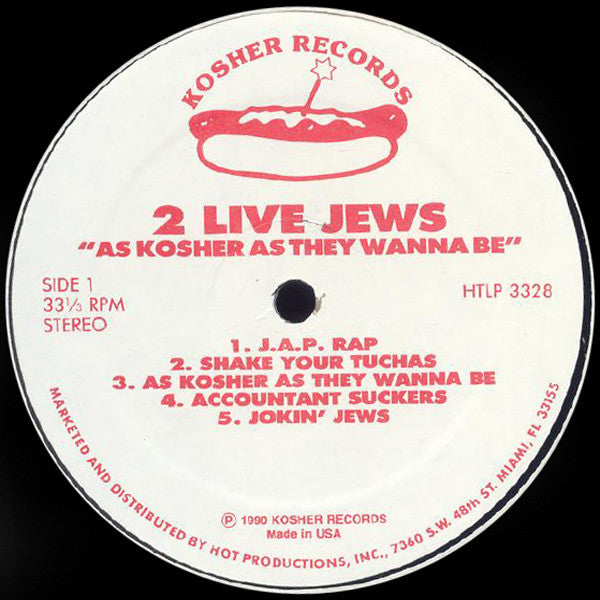 KOSHER RECORDS
2 LIVE JEWS
"AS KOSHER AS THEY WANNA BE"
SIDE 1
33⅓ RPM
STEREO
HTLP 3328
1. J.A.P. RAP
2. SHAKE YOUR TUCHAS
3. AS KOSHER AS THEY WANNA BE
4. ACCOUNTANT SUCKERS
5. JOKIN' JEWS
℗ 1990 KOSHER RECORDS
Made in USA
MARKETED AND DISTRIBUTED BY HOT PRODUCTIONS, INC., 7360 S.W. 48th ST. MIAMI, FL 33155